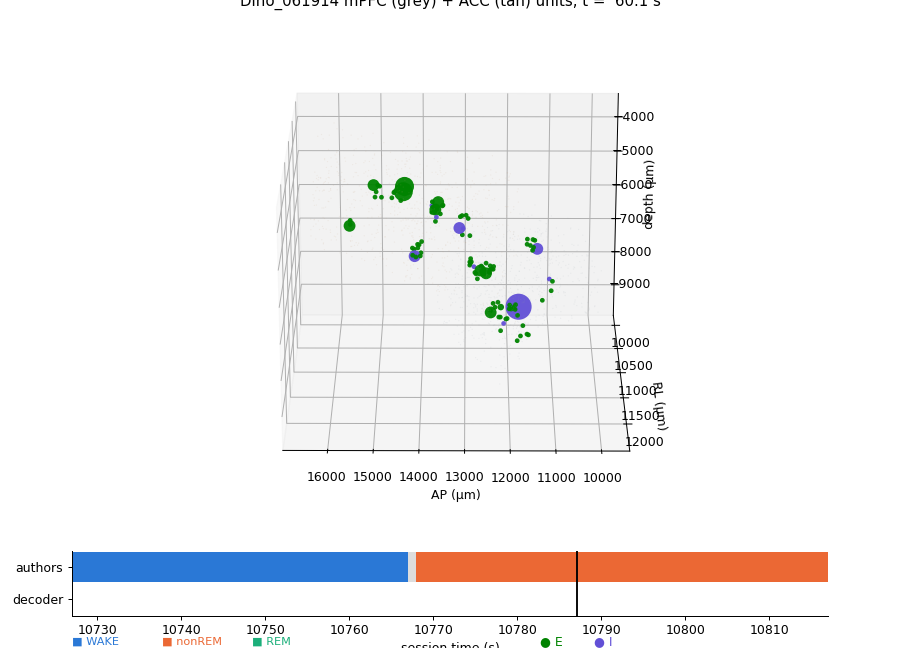 Dino_061914 mPFC (grey) + ACC (tan) units, t = 60.1 s
4000
5000
6000
7000
8000
9000
depth (µm)
10000
10500
11000
11500
12000
(µm)
16000 15000 14000 13000 12000 11000 10000
AP (µm)
authors
decoder
10730 10740 10750 10760 10770 10780 10790 10800 10810
session time (s)
WAKE nonREM REM E I